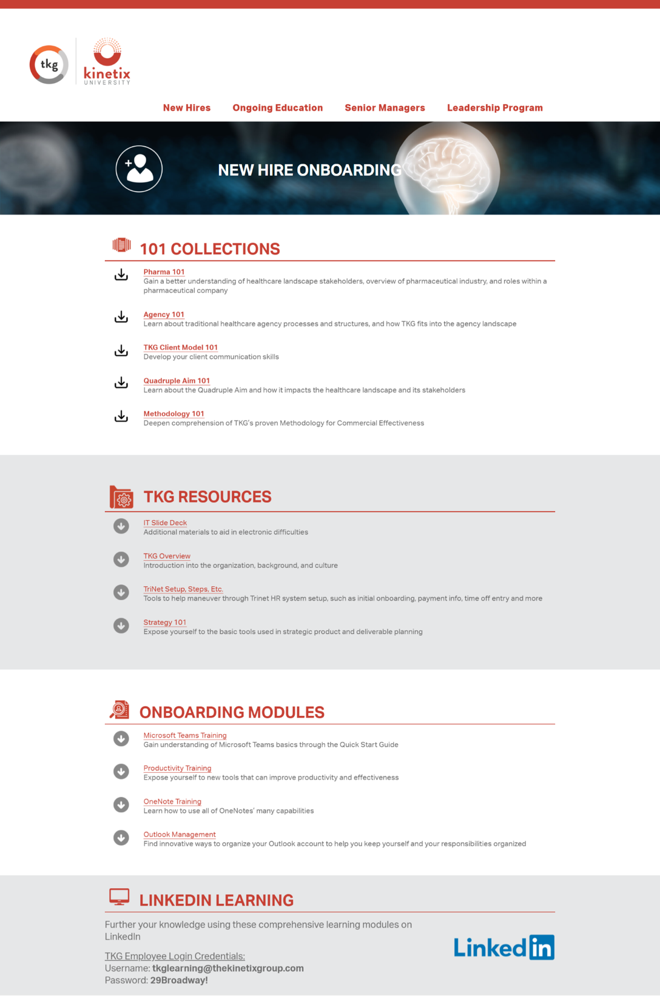 tkg
kinetix
UNIVERSITY
New Hires Ongoing Education Senior Managers Leadership Program
NEW HIRE ONBOARDING
101 COLLECTIONS
Pharma 101
Gain a better understanding of healthcare landscape stakeholders, overview of pharmaceutical industry, and roles within a
pharmaceutical company
Agency 101
Learn about traditional healthcare agency processes and structures, and how TKG fits into the agency landscape
TKG Client Model 101
Develop your client communication skills
Quadruple Aim 101
Learn about the Quadruple Aim and how it impacts the healthcare landscape and its stakeholders
Methodology 101
Deepen comprehension of TKG's proven Methodology for Commercial Effectiveness
TKG RESOURCES
IT Slide Deck
Additional materials to aid in electronic difficulties
TKG Overview
Introduction into the organization, background, and culture
TriNet Setup, Steps, Etc.
Tools to help maneuver through Trinet HR system setup, such as initial onboarding, payment info, time off entry and more
Strategy 101
Expose yourself to the basic tools used in strategic product and deliverable planning
ONBOARDING MODULES
Microsoft Teams Training
Gain understanding of Microsoft Teams basics through the Quick Start Guide
Productivity Training
Expose yourself to new tools that can improve productivity and effectiveness
OneNote Training
Learn how to use all of OneNotes' many capabilities
Outlook Management
Find innovative ways to organize your Outlook account to help you keep yourself and your responsibilities organized
LINKEDIN LEARNING
Further your knowledge using these comprehensive learning modules on
LinkedIn
TKG Employee Login Credentials:
Username: tkglearning@thekinetixgroup.com
Password: 29Broadway!
Linked in